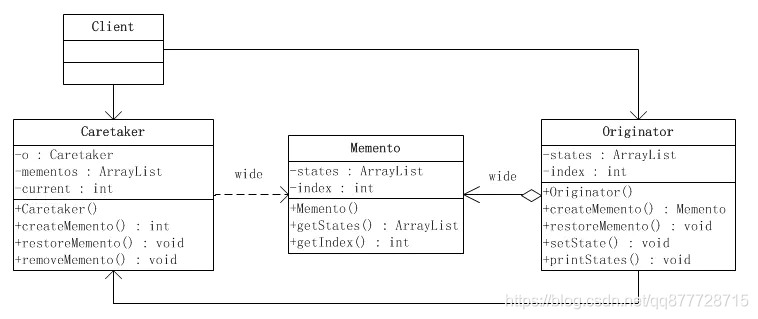 Client
Caretaker
-o : Caretaker
-mementos : ArrayList
-current : int
+Caretaker()
+createMemento() : int
+restoreMemento() : void
+removeMemento() : void
wide
Memento
-states : ArrayList
-index : int
+Memento()
+getStates() : ArrayList
+getIndex() : int
wide
Originator
-states : ArrayList
-index : int
+Originator()
+createMemento() : Memento
+restoreMemento() : void
+setState() : void
+printStates() : void
https://blog.csdn.net/qq877728715